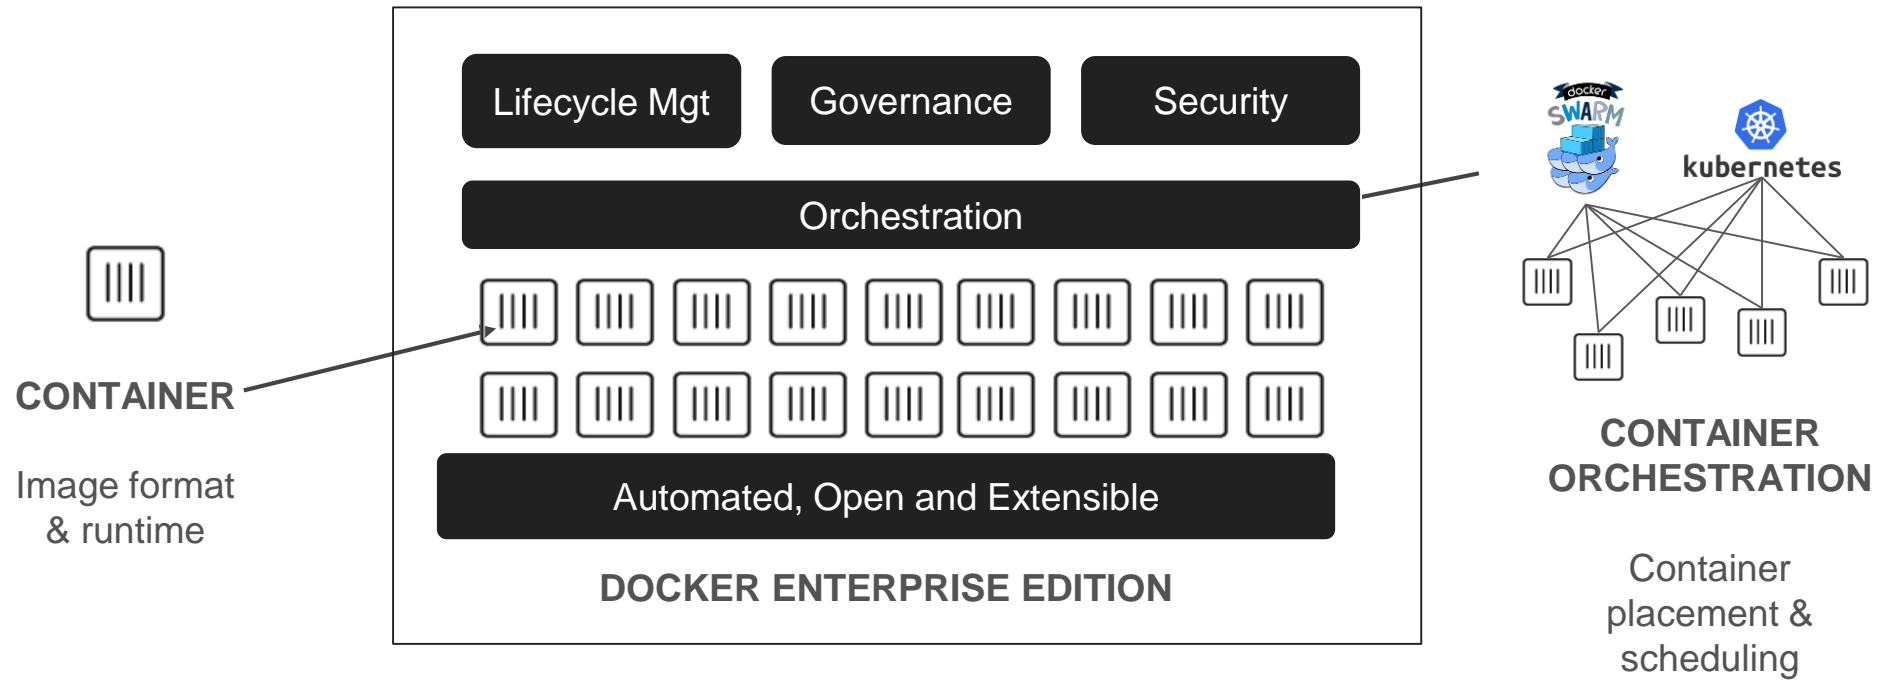 Lifecycle Mgt
Governance
Security
Orchestration
CONTAINER
Image format
& runtime
Automated, Open and Extensible
DOCKER ENTERPRISE EDITION
docker
SWARM
kubernetes
CONTAINER
ORCHESTRATION
Container
placement &
scheduling